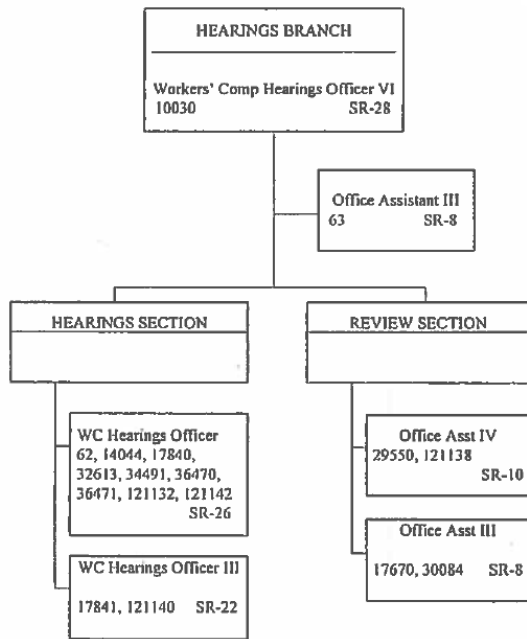 HEARINGS BRANCH
Workers' Comp Hearings Officer VI
10030 SR-28
Office Assistant III
63 SR-8
HEARINGS SECTION
REVIEW SECTION
WC Hearings Officer
62, 14044, 17840,
32613, 34491, 36470,
36471, 121132, 121142
SR-26
WC Hearings Officer III
17841, 121140 SR-22
Office Asst IV
29550, 121138
SR-10
Office Asst III
17670, 30084 SR-8